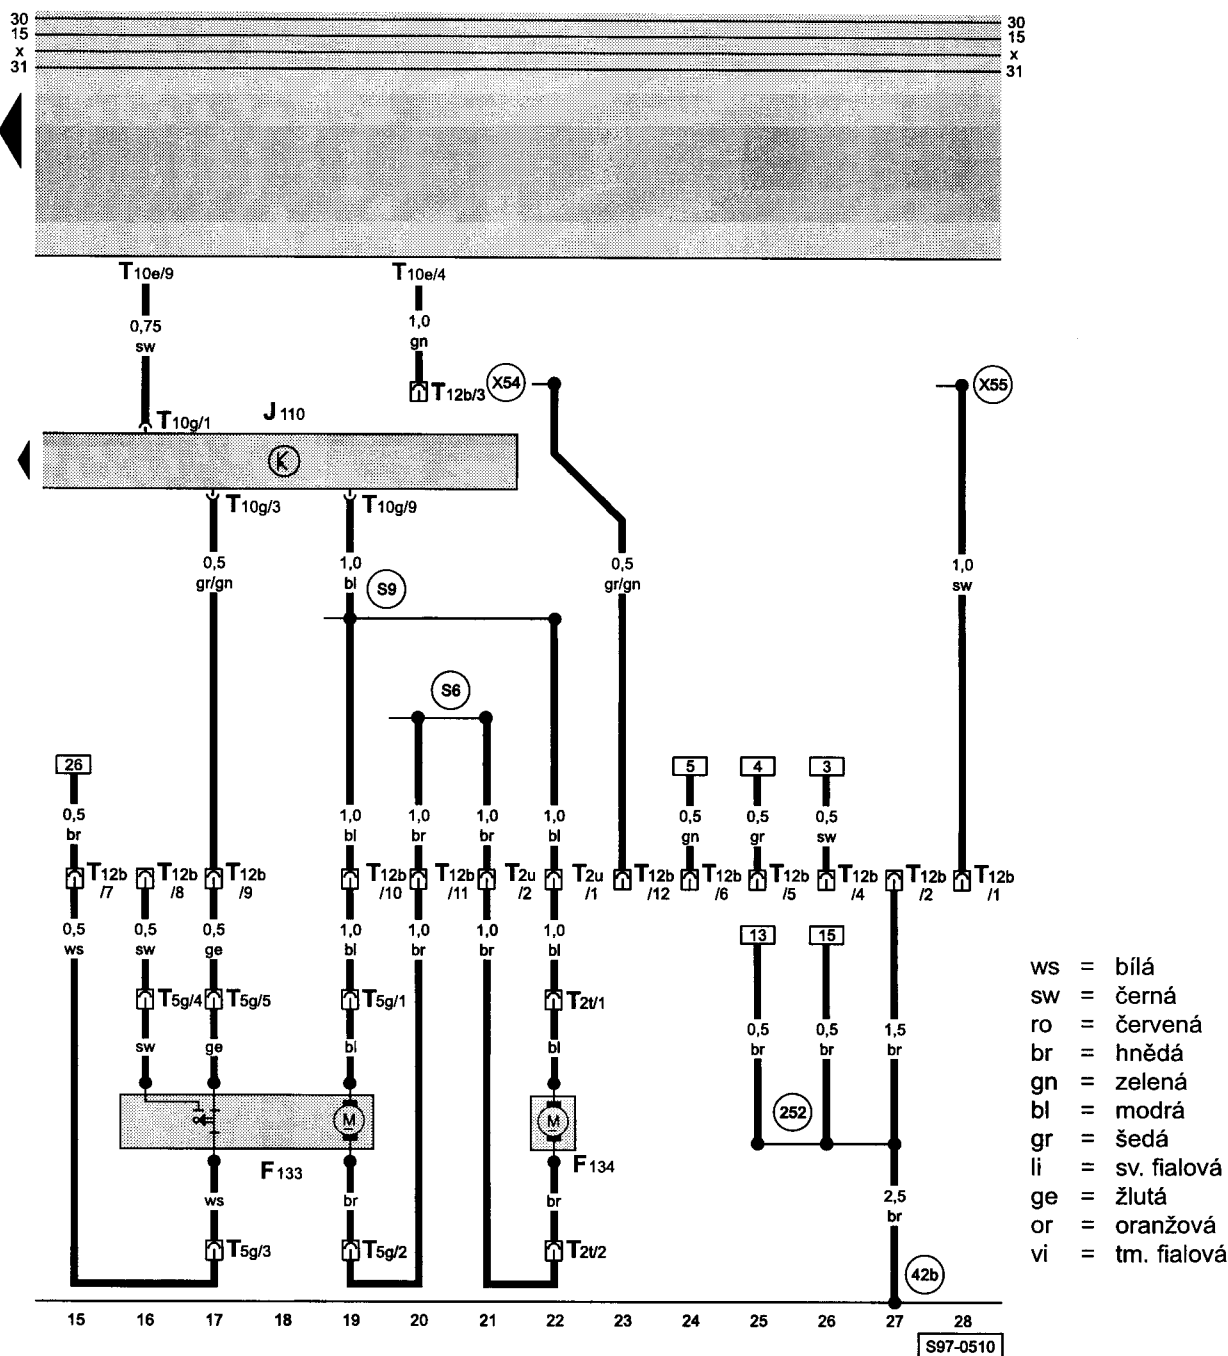 30 30
15 15
x x
31 31
T10e/9 T10e/4
0,75 1,0
sw gn
T12b/3 X54 X55
J110
T10g/1
K
T10g/3 T10g/9
0,5 1,0 0,5 1,0
gr/gn bl gr/gn sw
S9
S6
26 5 4 3
0,5 1,0 1,0 1,0 1,0 0,5 0,5 0,5
br bl br br bl gn gr sw
T12b/7 T12b/8 T12b/9 T12b/10 T12b/11 T2u/2 T2u/1 T12b/12 T12b/6 T12b/5 T12b/4 T12b/2 T12b/1
0,5 0,5 0,5 1,0 1,0 1,0 1,0
ws sw ge bl br br bl
13 15
T5g/4 T5g/5 T5g/1 T2t/1
0,5 0,5 1,5
br br br
sw ge bl bl
M M
252
F133 F134
ws br br
2,5
br
T5g/3 T5g/2 T2t/2
42b
15 16 17 18 19 20 21 22 23 24 25 26 27 28
S97-0510
ws = bílá
sw = černá
ro = červená
br = hnědá
gn = zelená
bl = modrá
gr = šedá
li = sv. fialová
ge = žlutá
or = oranžová
vi = tm. fialová